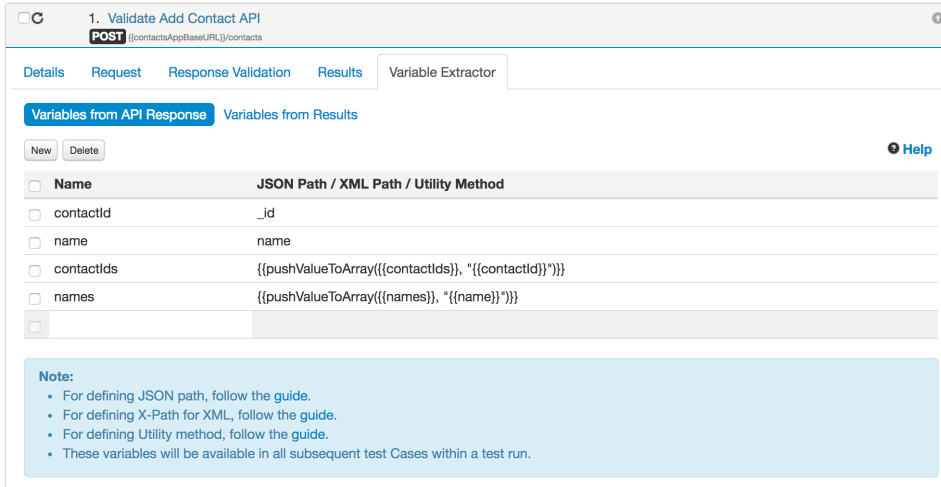 1. Validate Add Contact API
POST {{contactsAppBaseURL}}/contacts
Details Request Response Validation Results Variable Extractor
Variables from API Response Variables from Results
New Delete Help
Name JSON Path / XML Path / Utility Method
contactId _id
name name
contactIds {{pushValueToArray({{contactIds}}, "{{contactId}}")}}
names {{pushValueToArray({{names}}, "{{name}}")}}
Note:
• For defining JSON path, follow the guide.
• For defining X-Path for XML, follow the guide.
• For defining Utility method, follow the guide.
• These variables will be available in all subsequent test Cases within a test run.